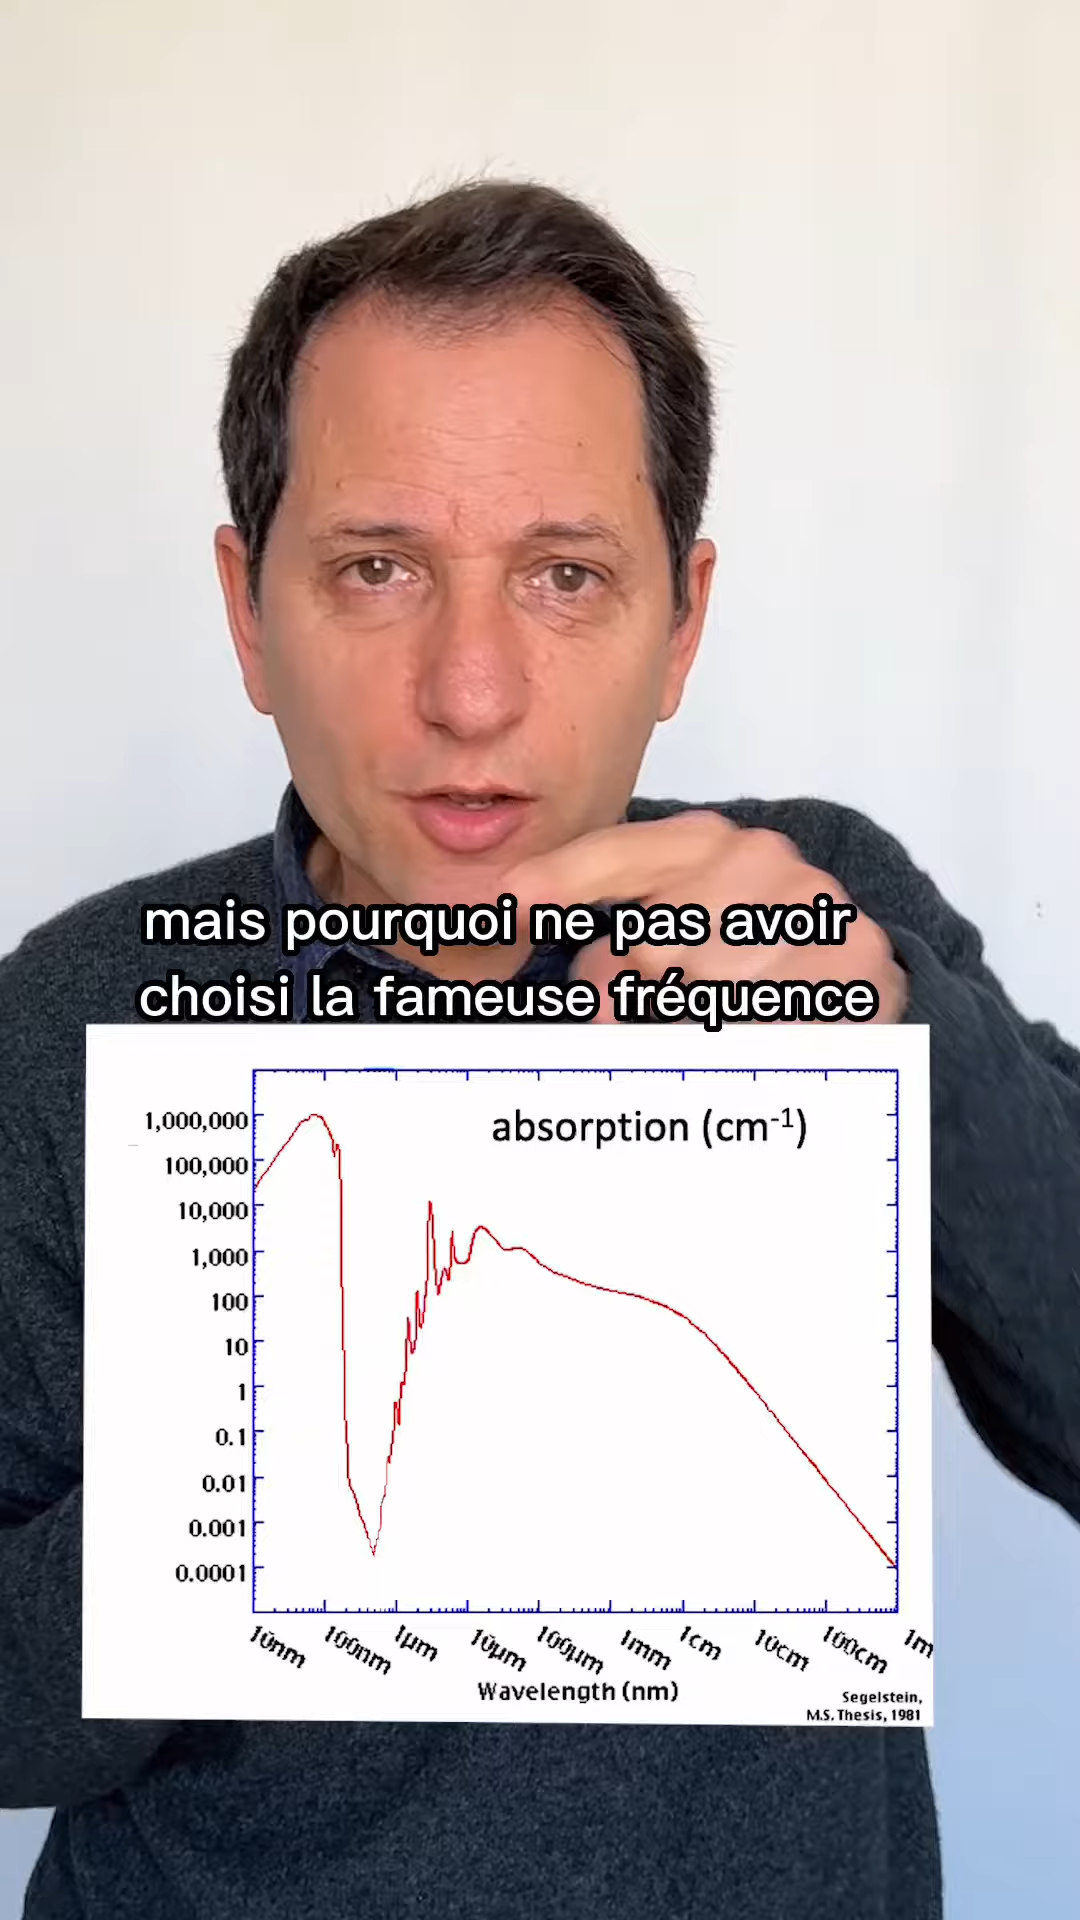 mais pourquoi ne pas avoir
choisi la fameuse fréquence
absorption (cm-1)
1,000,000
100,000
10,000
1,000
100
10
1
0.1
0.01
0.001
0.0001
10nm 100nm 1µm 10µm 100µm 1mm 1cm 10cm 100cm 1m
Wavelength (nm)
Segelstein,
M.S. Thesis, 1981